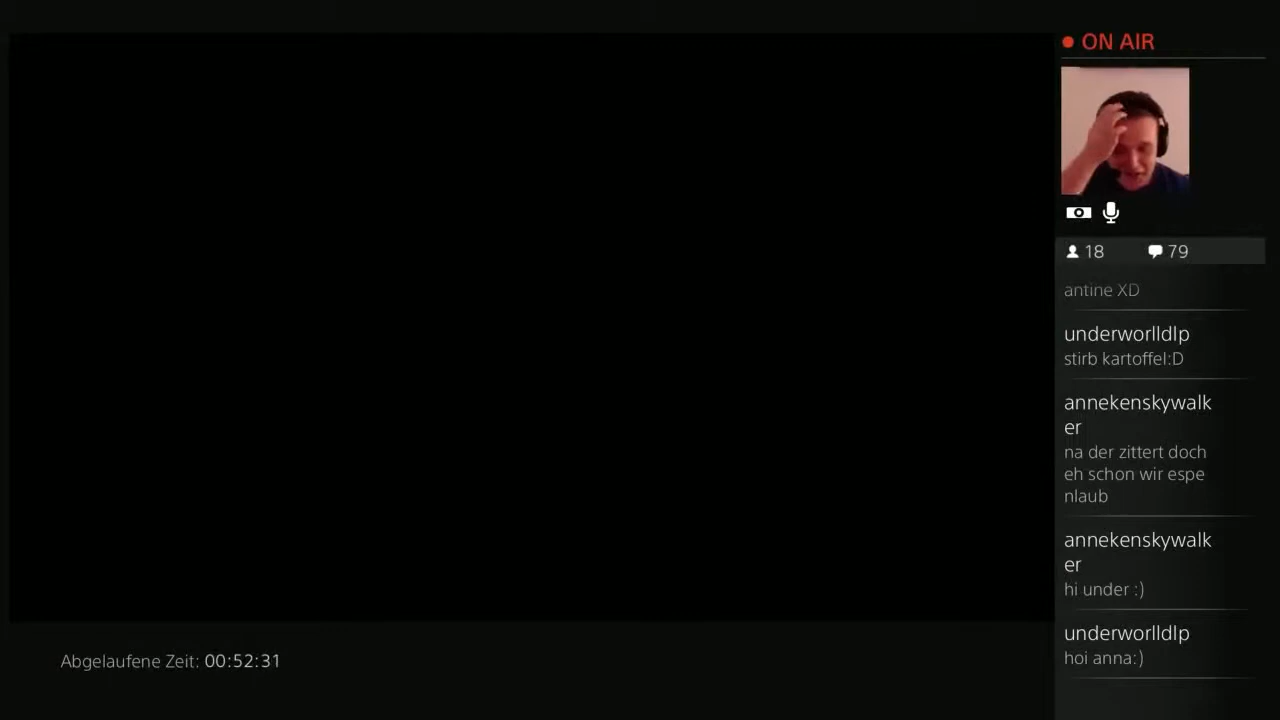 ON AIR
18 79
antine XD
underworlldlp
stirb kartoffel:D
annekenskywalk
er
na der zittert doch
eh schon wir espe
nlaub
annekenskywalk
er
hi under :)
underworlldlp
hoi anna:)
Abgelaufene Zeit: 00:52:31